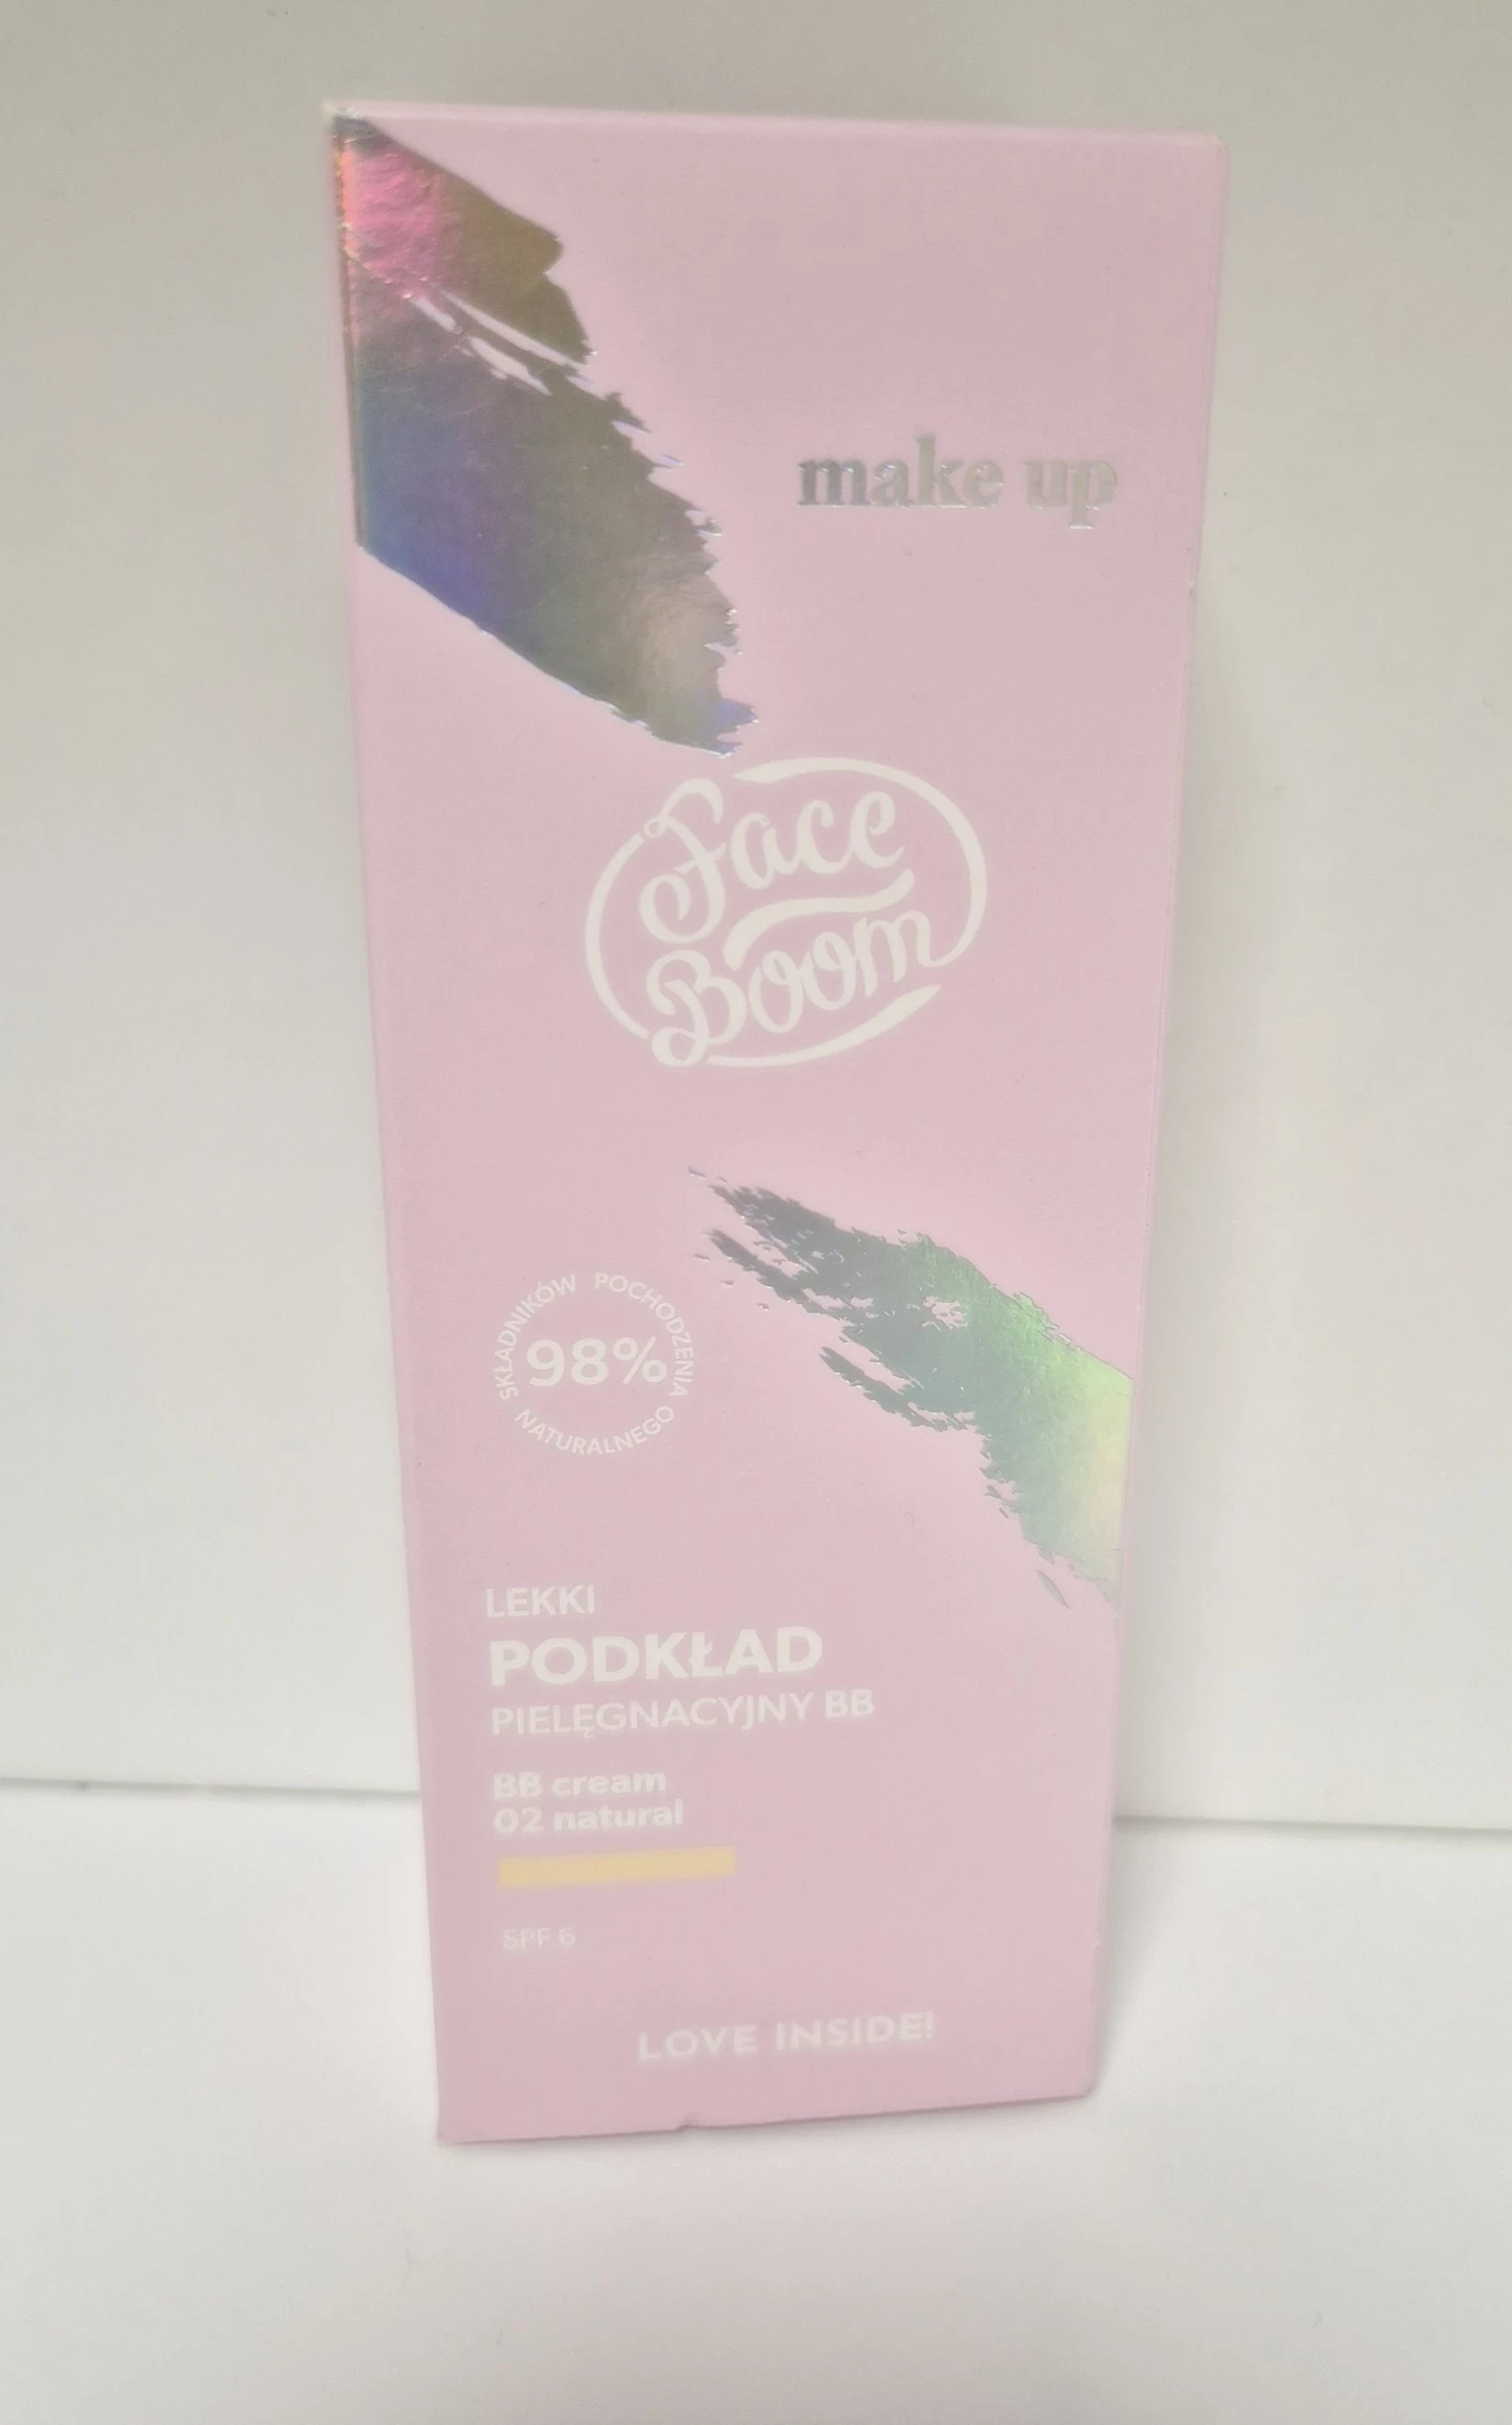 make up
Face
Boom
SKŁADNIKÓW POCHODZENIA NATURALNEGO
98%
LEKKI
PODKŁAD
PIELĘGNACYJNY BB
BB cream
02 natural
SPF 6
LOVE INSIDE!